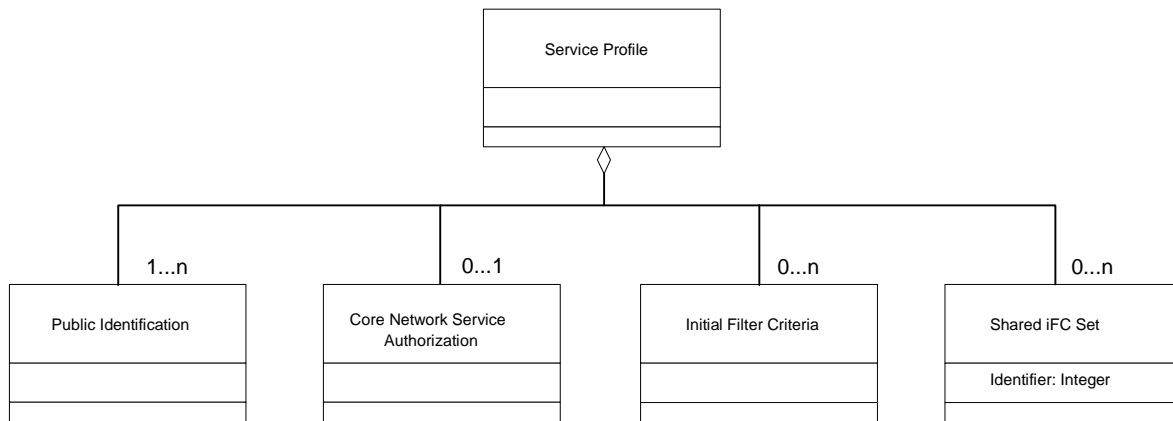 Service Profile
1...n
0...1
0...n
0...n
Public Identification
Core Network Service
Authorization
Initial Filter Criteria
Shared iFC Set
Identifier: Integer